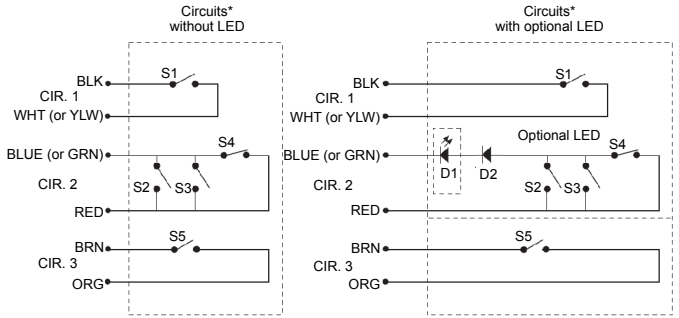 Circuits*
without LED
BLK
S1
CIR. 1
WHT (or YLW)
BLUE (or GRN)
S4
CIR. 2
S2
S3
RED
BRN
S5
CIR. 3
ORG
Circuits*
with optional LED
BLK
S1
CIR. 1
WHT (or YLW)
Optional LED
BLUE (or GRN)
S4
D1
D2
CIR. 2
S2
S3
RED
BRN
S5
CIR. 3
ORG